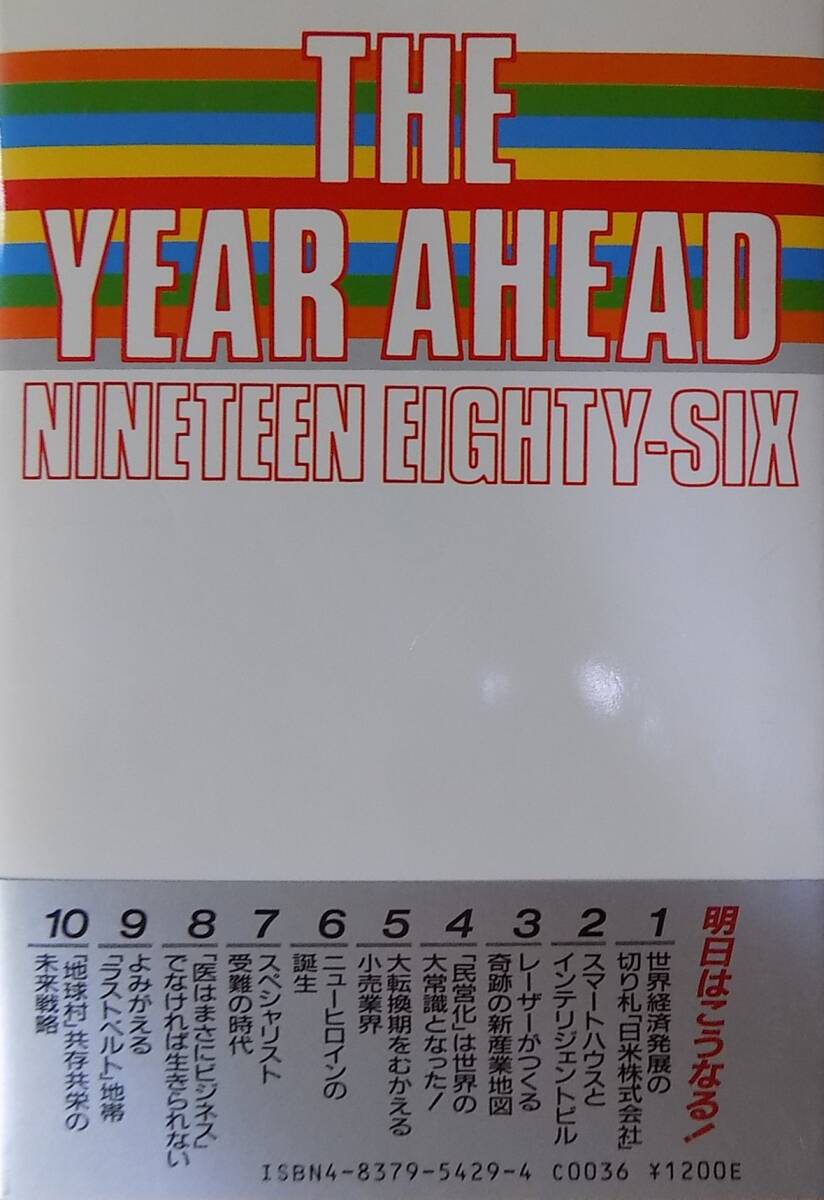 THE
YEAR AHEAD
NINETEEN EIGHTY-SIX
明日はこうなる！
1
世界経済発展の
切り札「日米株式会社」
2
スマートハウスと
インテリジェントビル
3
レーザーがつくる
奇跡の新産業地図
4
「民営化」は世界の
大常識となった！
5
大転換期をむかえる
小売業界
6
ニューヒロインの
誕生
7
スペシャリスト
受難の時代
8
「医はまさにビジネス」
でなければ生きられない
9
よみがえる
「ラストベルト」地帯
10
「地球村」共存共栄の
未来戦略
ISBN4-8379-5429-4 C0036 ¥1200E